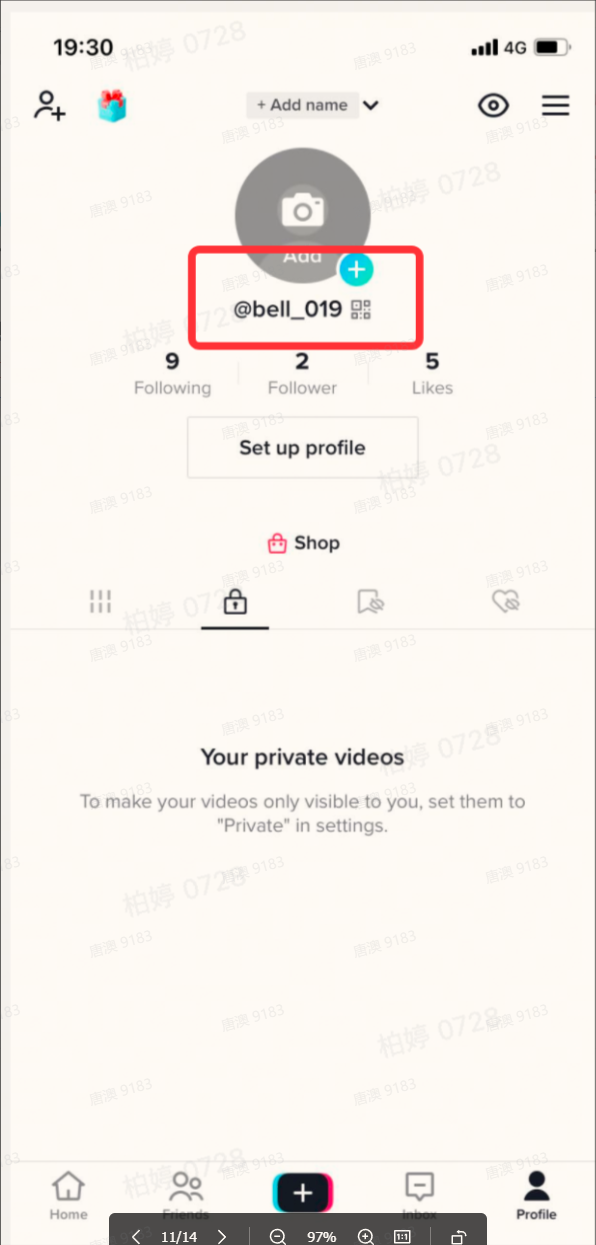 19:30
4G
+ Add name
Add
@bell_019
9
2
5
Following
Follower
Likes
Set up profile
Shop
Your private videos
To make your videos only visible to you, set them to
"Private" in settings.
Home
Friends
Inbox
Profile
11/14
97%
1:1
柏婷 0728
唐澳 9183